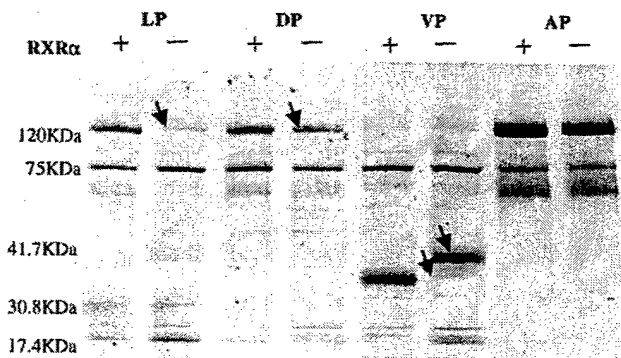 LP DP VP AP
RXRα + − + − + − + −
120KDa
75KDa
41.7KDa
30.8KDa
17.4KDa